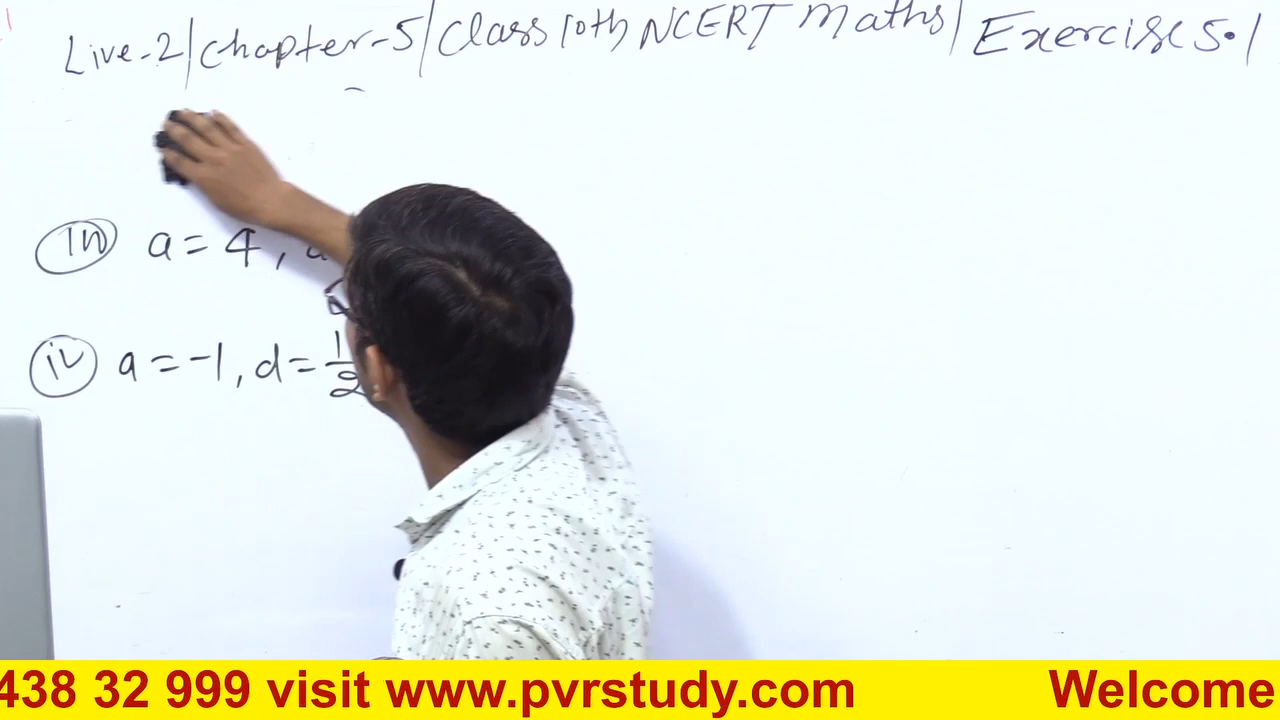 Live-2/Chapter-5/Class 10th NCERT Maths/ Exercise 5.1
iii a = 4,
iv a = -1, d = 1/2
438 32 999 visit www.pvrstudy.com Welcome